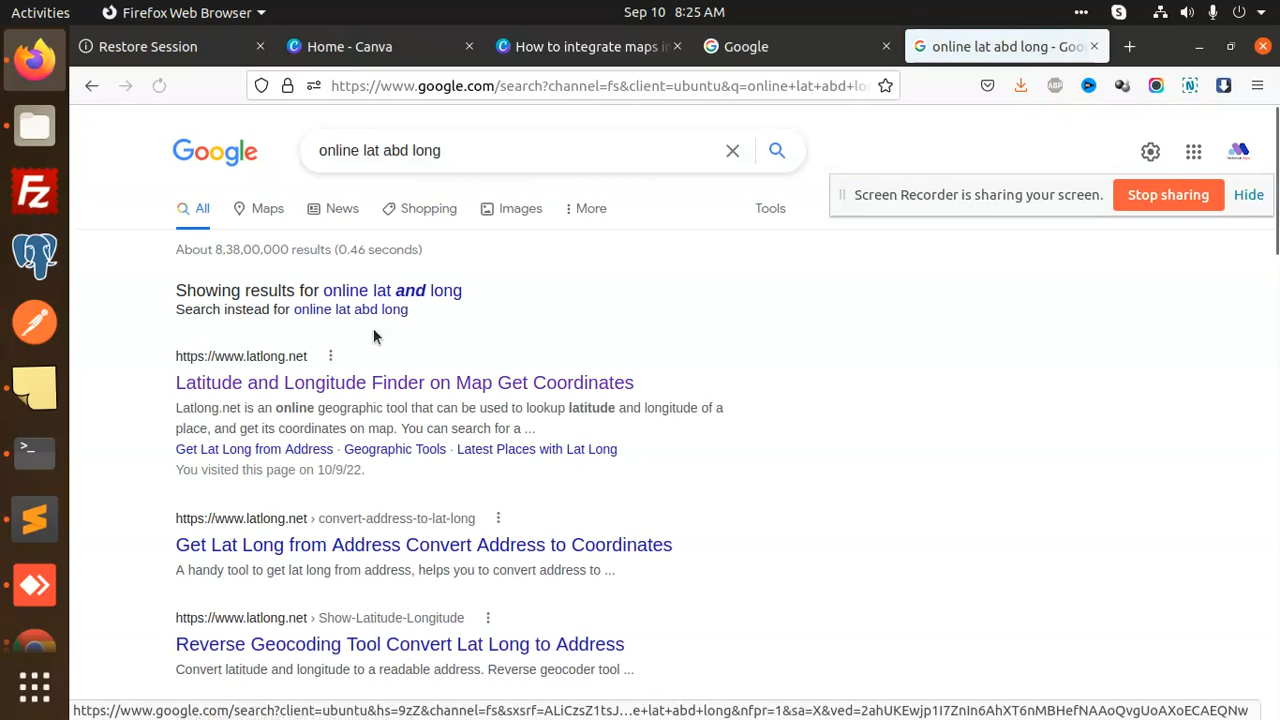 Activities
Firefox Web Browser
Sep 10 8:25 AM
Restore Session
Home - Canva
How to integrate maps in
Google
online lat abd long - Goo
https://www.google.com/search?channel=fs&client=ubuntu&q=online+lat+abd+lo
Google
online lat abd long
Screen Recorder is sharing your screen.
Stop sharing
Hide
All
Maps
News
Shopping
Images
More
Tools
About 8,38,00,000 results (0.46 seconds)
Showing results for online lat and long
Search instead for online lat abd long
https://www.latlong.net
Latitude and Longitude Finder on Map Get Coordinates
Latlong.net is an online geographic tool that can be used to lookup latitude and longitude of a
place, and get its coordinates on map. You can search for a ...
Get Lat Long from Address · Geographic Tools · Latest Places with Lat Long
You visited this page on 10/9/22.
https://www.latlong.net › convert-address-to-lat-long
Get Lat Long from Address Convert Address to Coordinates
A handy tool to get lat long from address, helps you to convert address to ...
https://www.latlong.net › Show-Latitude-Longitude
Reverse Geocoding Tool Convert Lat Long to Address
Convert latitude and longitude to a readable address. Reverse geocoder tool ...
https://www.google.com/search?client=ubuntu&hs=9zZ&channel=fs&sxsrf=ALiCzsZ1tsJ…e+lat+abd+long&nfpr=1&sa=X&ved=2ahUKEwjp1I7ZnIn6AhXT6nMBHefNAAoQvgUoAXoECAEQNw